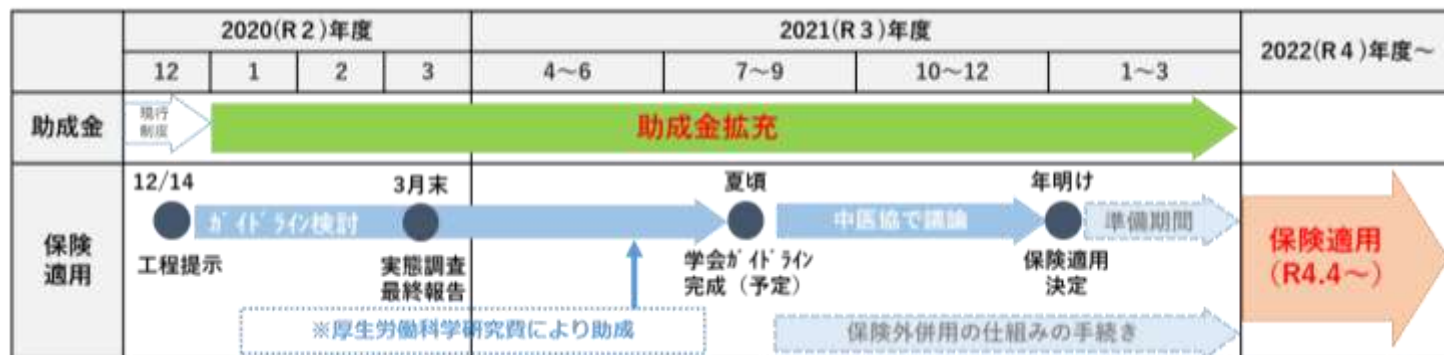 2020(R2)年度
2021(R3)年度
2022(R4)年度～
12
1
2
3
4～6
7～9
10～12
1～3
助成金
現行
制度
助成金拡充
保険
適用
12/14
3月末
夏頃
年明け
ｶﾞｲﾄﾞﾗｲﾝ検討
中医協で議論
準備期間
工程提示
実態調査
最終報告
学会ｶﾞｲﾄﾞﾗｲﾝ
完成（予定）
保険適用
決定
保険適用
(R4.4～)
※厚生労働科学研究費により助成
保険外併用の仕組みの手続き